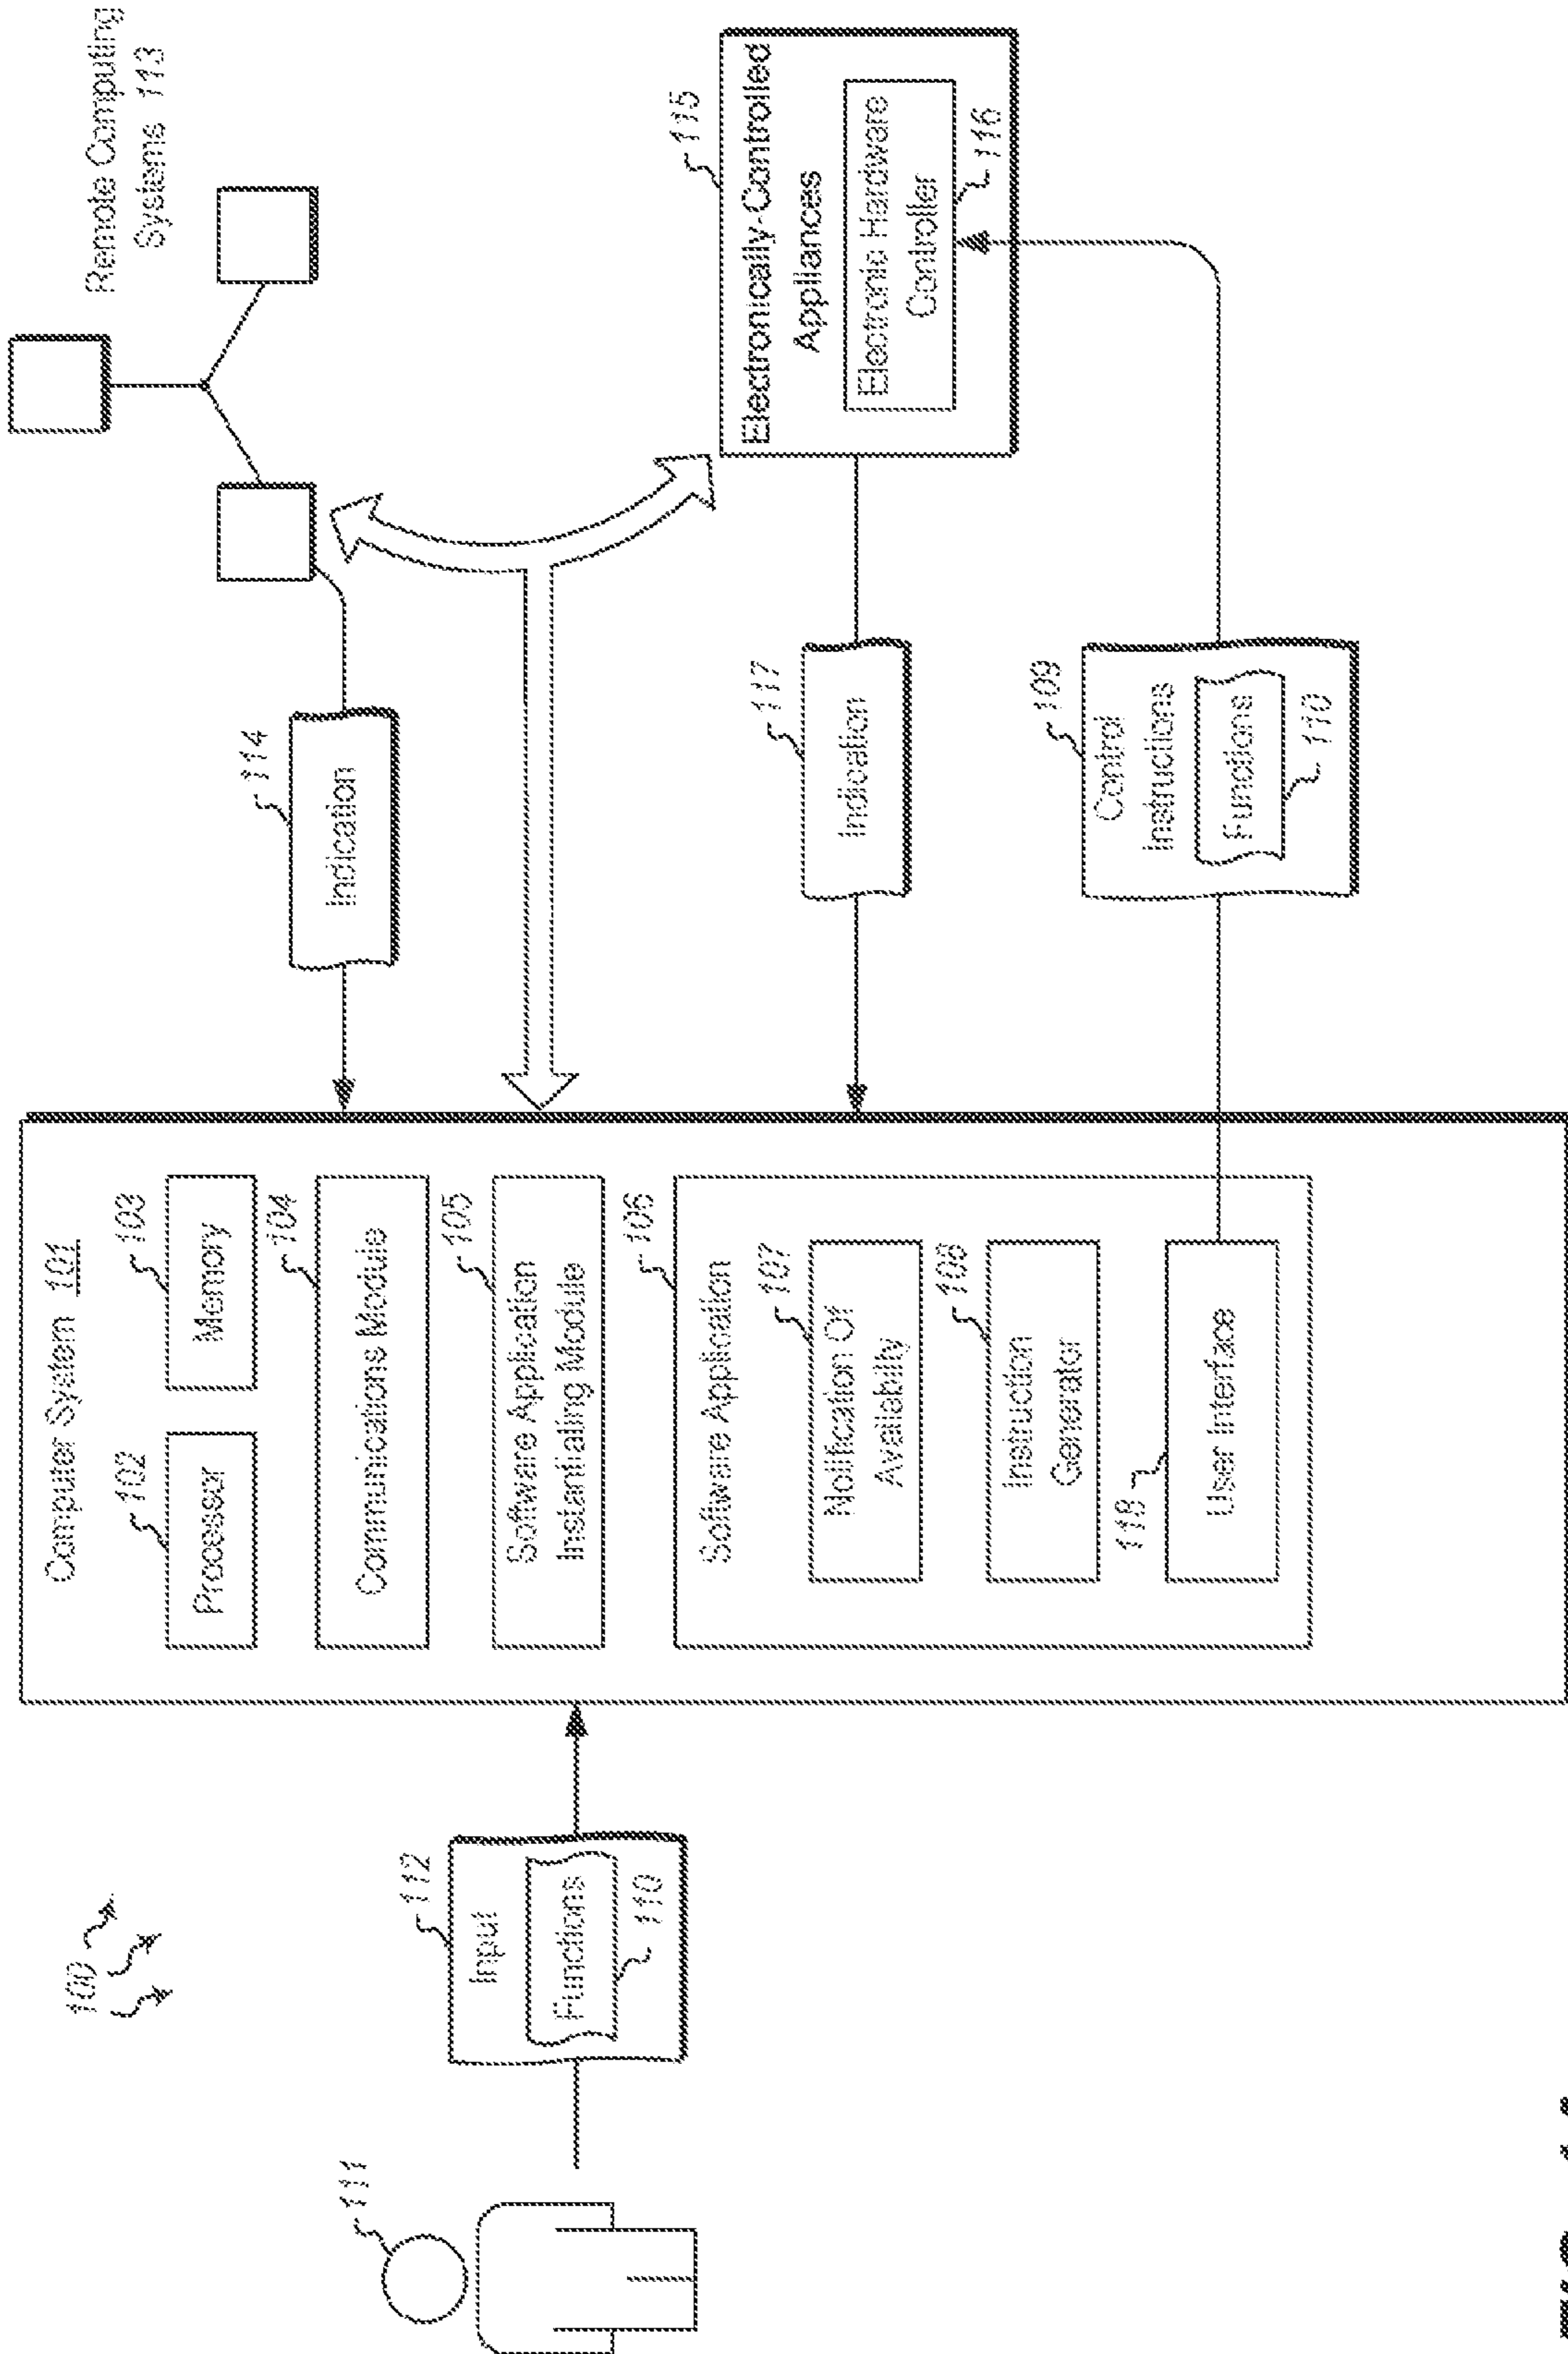 100
111
112
Input
Functions
110
Computer System 101
102
Processor
103
Memory
104
Communications Module
105
Software Application
Instantiating Module
106
Software Application
107
Notification Of
Availability
108
Instruction
Generator
118
User Interface
Remote Computing
Systems 113
114
Indication
115
Electronically-Controlled
Appliances
Electronic Hardware
Controller
116
117
Indication
109
Control
Instructions
Functions
110